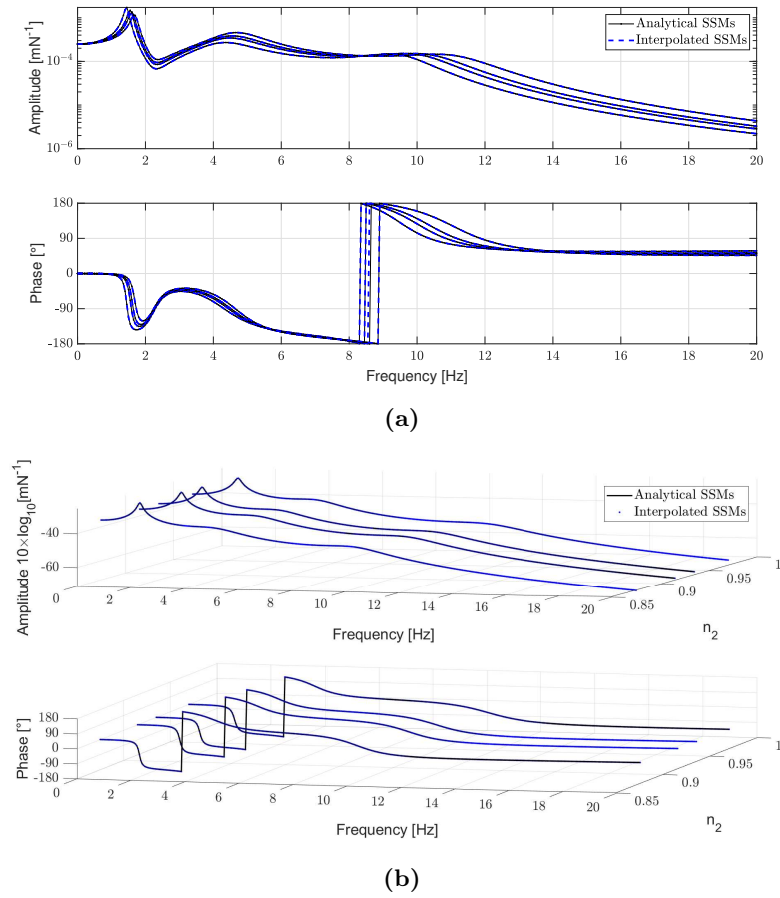 Analytical SSMs
Interpolated SSMs
Amplitude [mN⁻¹]
10⁻⁴
10⁻⁶
0 2 4 6 8 10 12 14 16 18 20
Phase [°]
180
90
0
-90
-180
0 2 4 6 8 10 12 14 16 18 20
Frequency [Hz]
(a)
Analytical SSMs
Interpolated SSMs
Amplitude 10×log₁₀[mN⁻¹]
-40
-60
0 2 4 6 8 10 12 14 16 18 20
Frequency [Hz]
0.85 0.9 0.95 1
n₂
Phase [°]
180
90
0
-90
-180
0 2 4 6 8 10 12 14 16 18 20
Frequency [Hz]
0.85 0.9 0.95 1
n₂
(b)